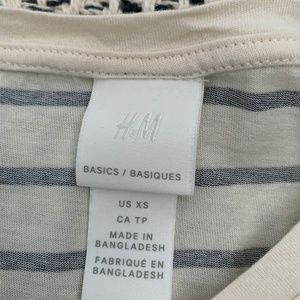 H&M
BASICS / BASIQUES
US XS
CA TP
MADE IN
BANGLADESH
FABRIQUÉ EN
BANGLADESH